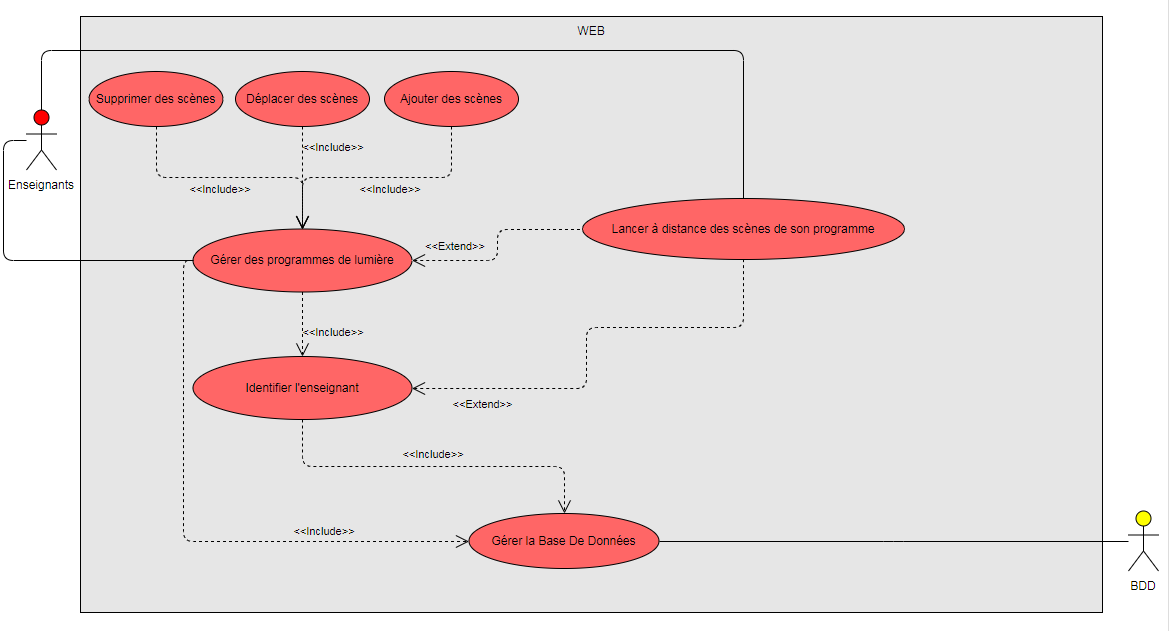 WEB
Supprimer des scènes
Déplacer des scènes
Ajouter des scènes
<<Include>>
<<Include>>
<<Include>>
Enseignants
Lancer à distance des scènes de son programme
<<Extend>>
Gérer des programmes de lumière
<<Include>>
Identifier l'enseignant
<<Extend>>
<<Include>>
<<Include>>
Gérer la Base De Données
BDD